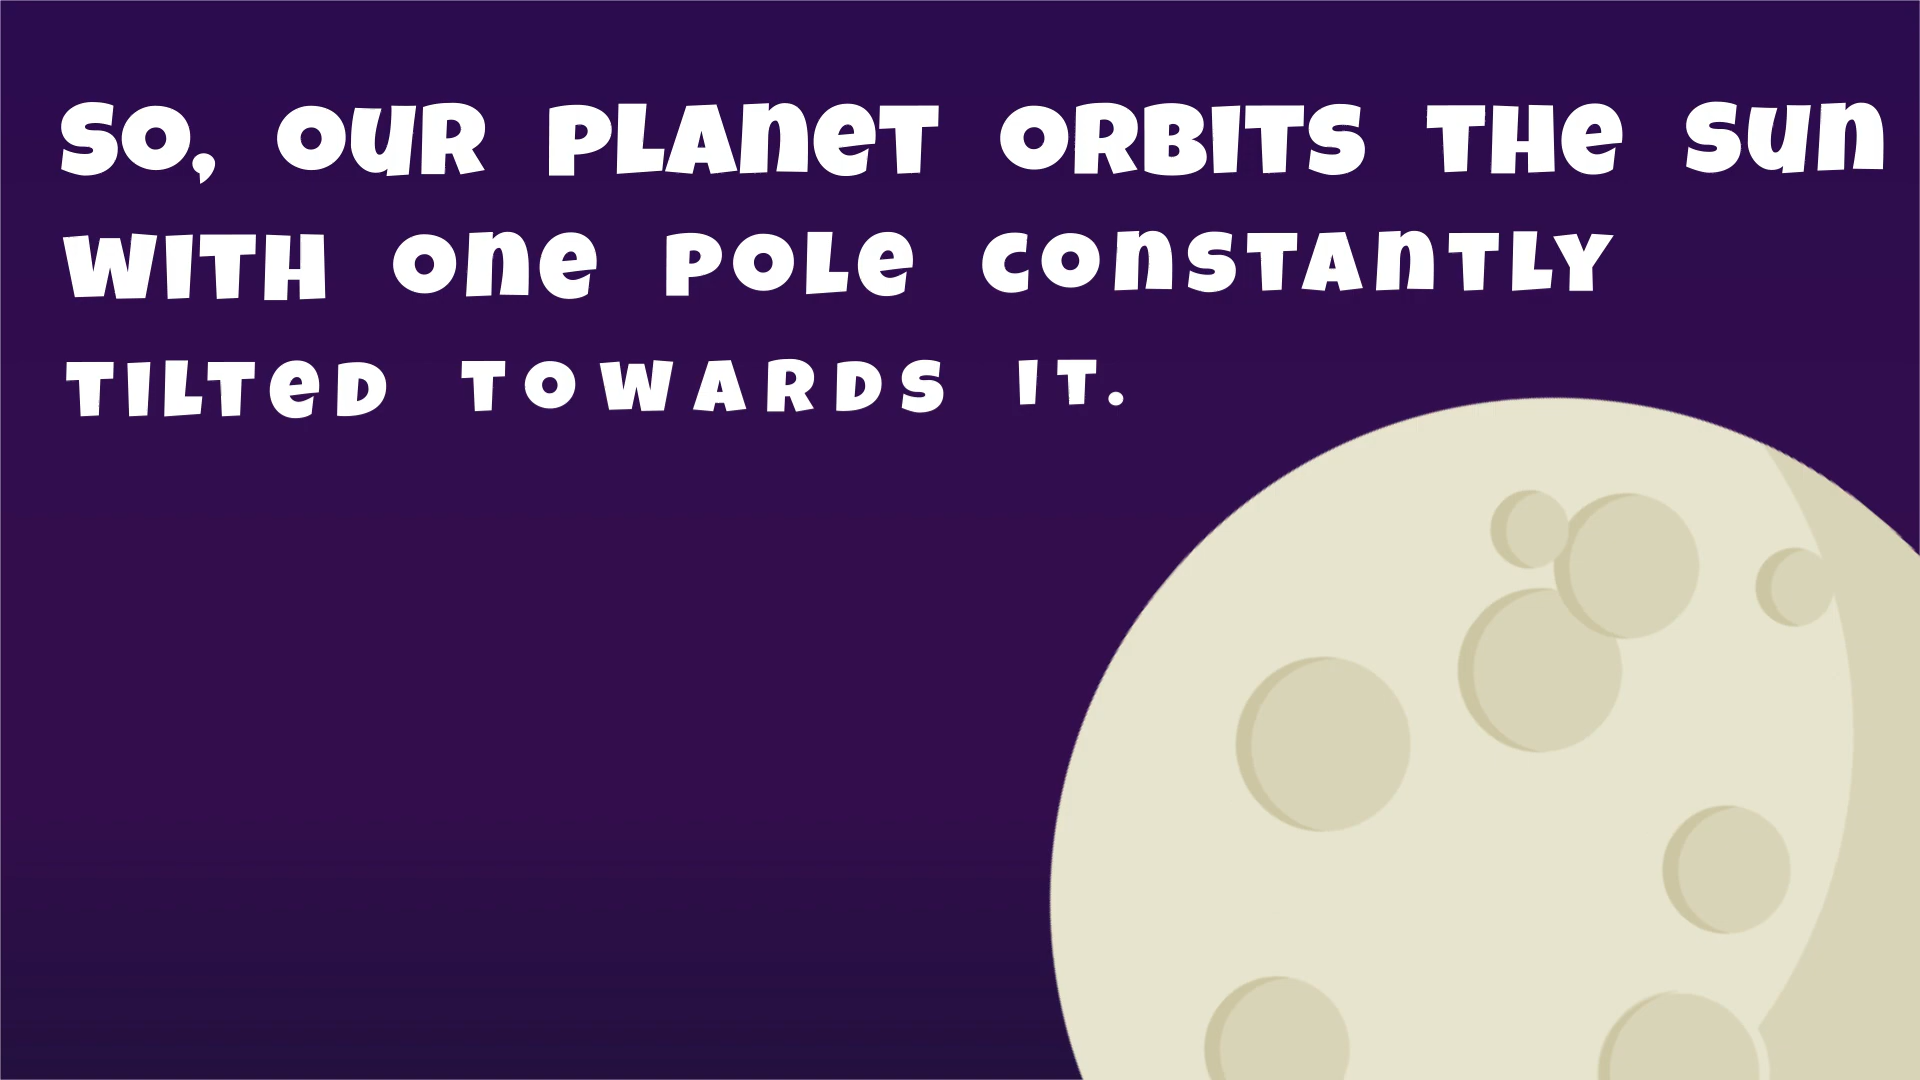 So, our planet orbits the sun
with one pole constantly
tilted towards it.